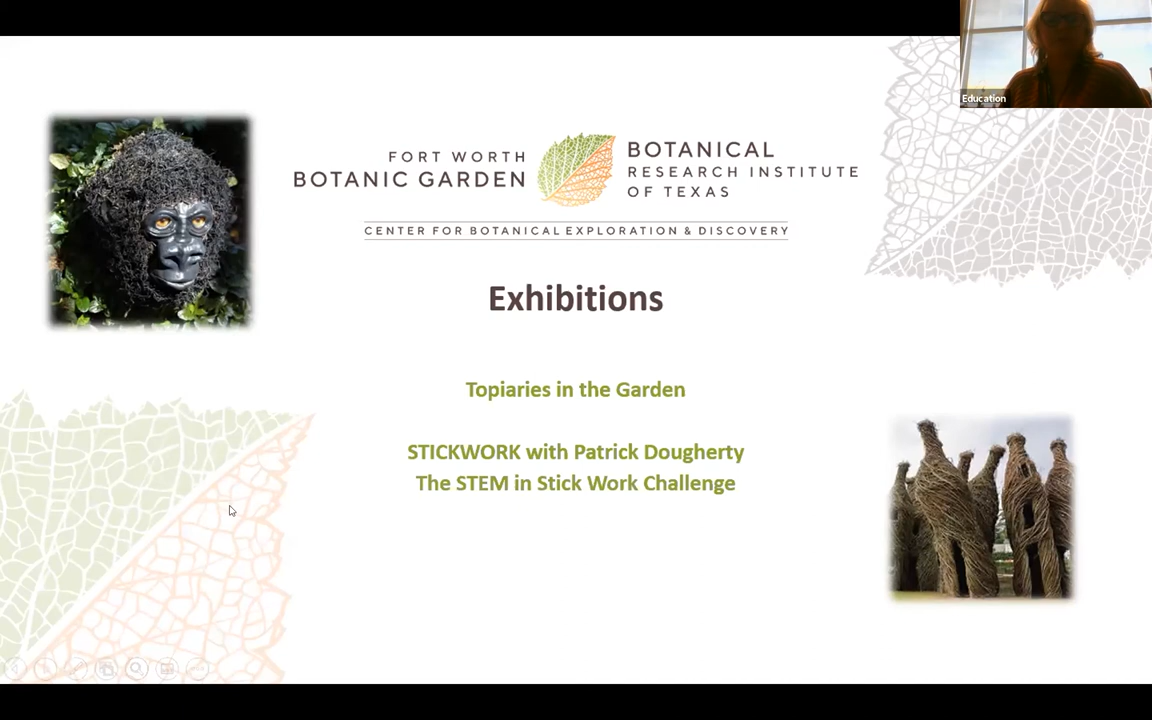 Education
FORT WORTH
BOTANIC GARDEN
BOTANICAL
RESEARCH INSTITUTE
OF TEXAS
CENTER FOR BOTANICAL EXPLORATION & DISCOVERY
Exhibitions
Topiaries in the Garden
STICKWORK with Patrick Dougherty
The STEM in Stick Work Challenge